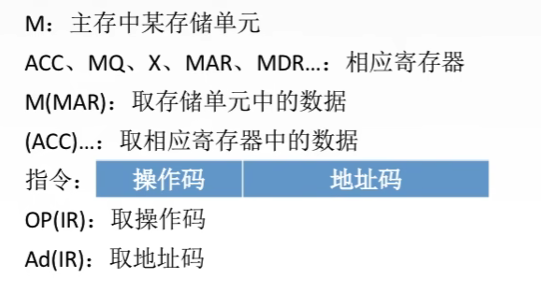 M：主存中某存储单元
ACC、MQ、X、MAR、MDR...：相应寄存器
M(MAR)：取存储单元中的数据
(ACC)...：取相应寄存器中的数据
指令： 操作码 地址码
OP(IR)：取操作码
Ad(IR)：取地址码